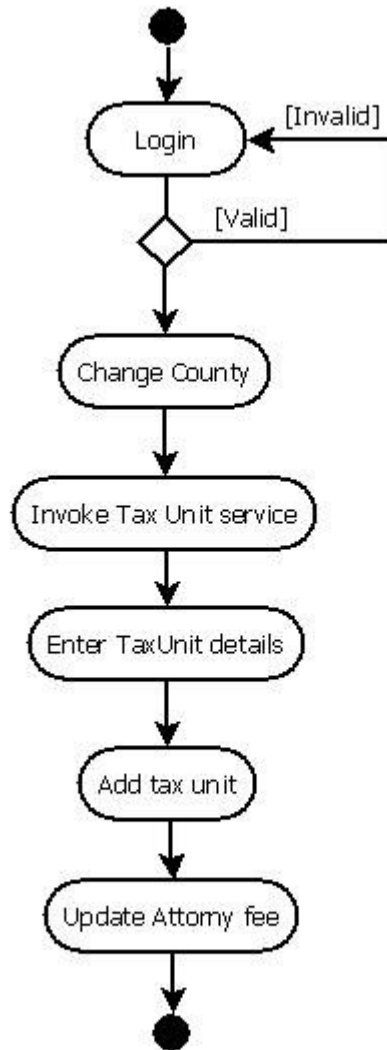 [Invalid]
Login
[Valid]
Change County
Invoke Tax Unit service
Enter TaxUnit details
Add tax unit
Update Attorny fee